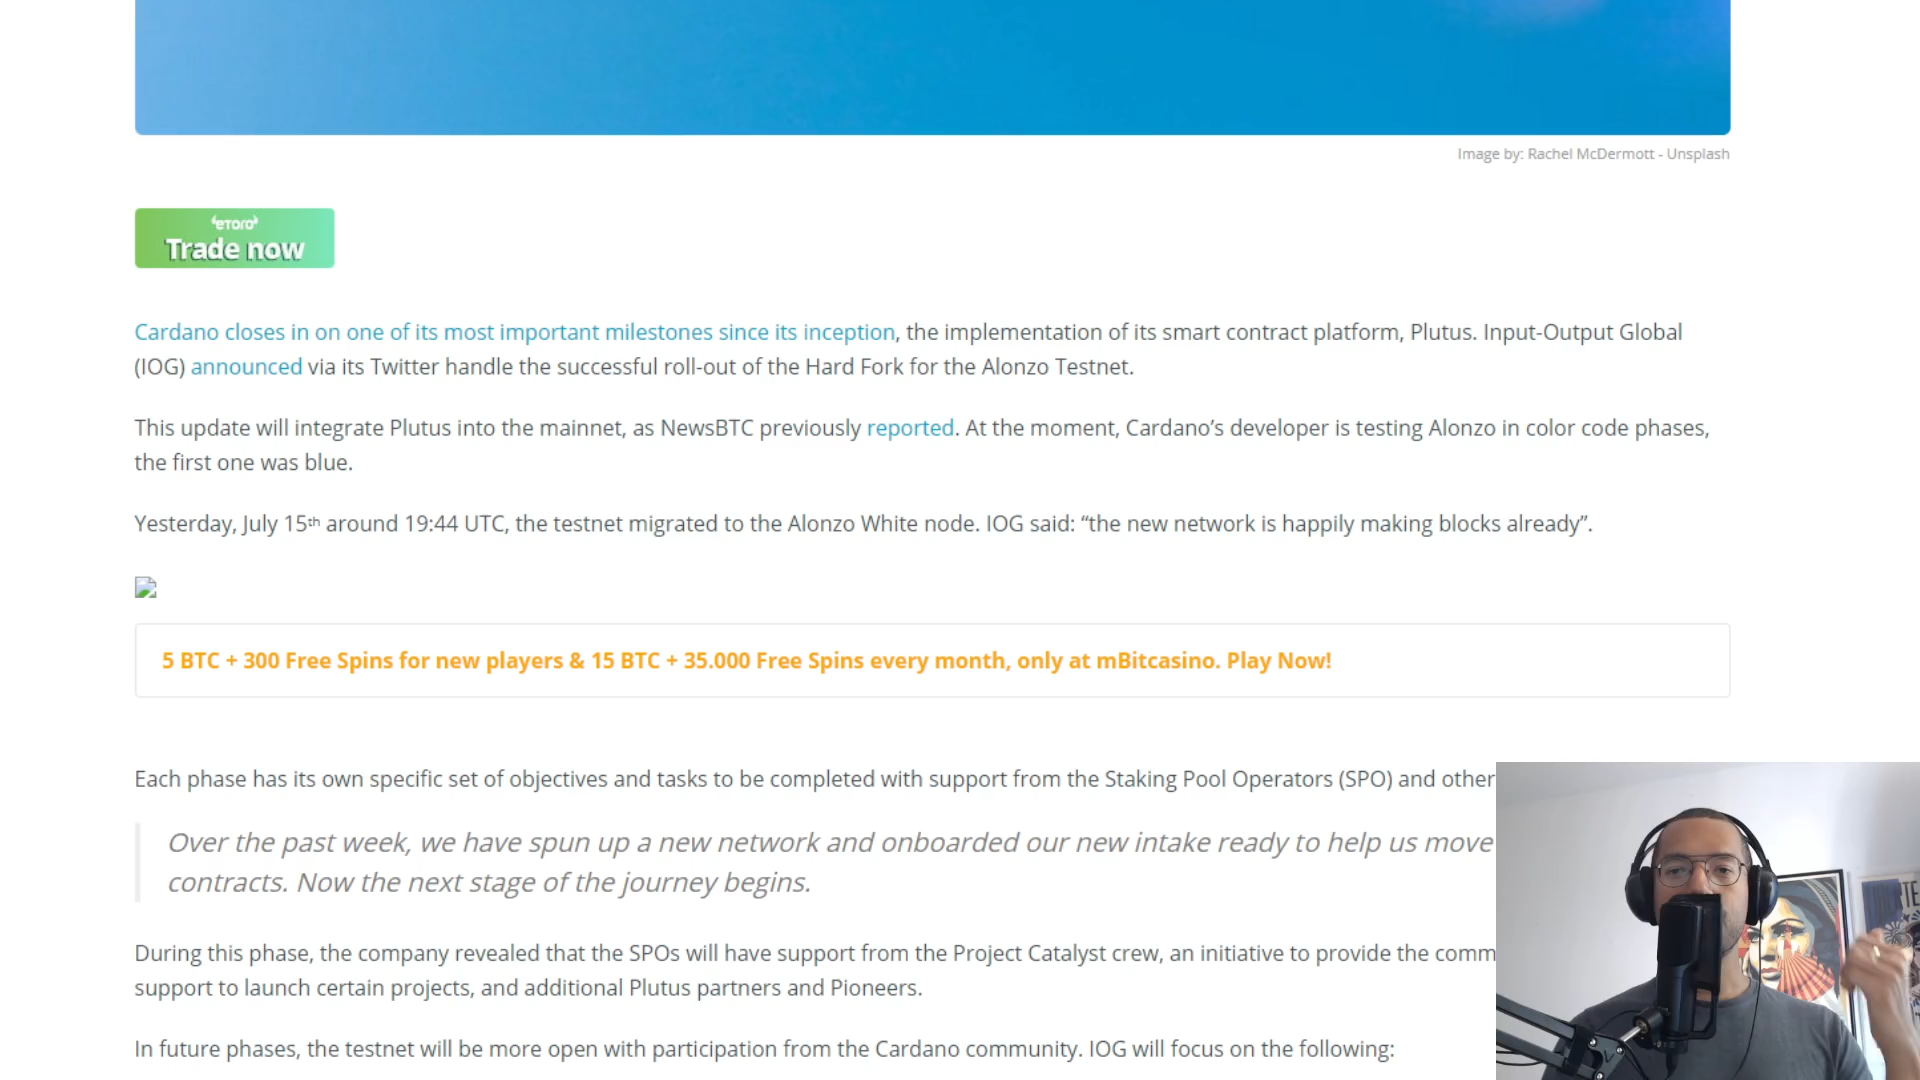 Image by: Rachel McDermott - Unsplash
eToro
Trade now
Cardano closes in on one of its most important milestones since its inception, the implementation of its smart contract platform, Plutus. Input-Output Global
(IOG) announced via its Twitter handle the successful roll-out of the Hard Fork for the Alonzo Testnet.
This update will integrate Plutus into the mainnet, as NewsBTC previously reported. At the moment, Cardano’s developer is testing Alonzo in color code phases,
the first one was blue.
Yesterday, July 15th around 19:44 UTC, the testnet migrated to the Alonzo White node. IOG said: “the new network is happily making blocks already”.
5 BTC + 300 Free Spins for new players & 15 BTC + 35.000 Free Spins every month, only at mBitcasino. Play Now!
Each phase has its own specific set of objectives and tasks to be completed with support from the Staking Pool Operators (SPO) and other
Over the past week, we have spun up a new network and onboarded our new intake ready to help us move
contracts. Now the next stage of the journey begins.
During this phase, the company revealed that the SPOs will have support from the Project Catalyst crew, an initiative to provide the comm
support to launch certain projects, and additional Plutus partners and Pioneers.
In future phases, the testnet will be more open with participation from the Cardano community. IOG will focus on the following: